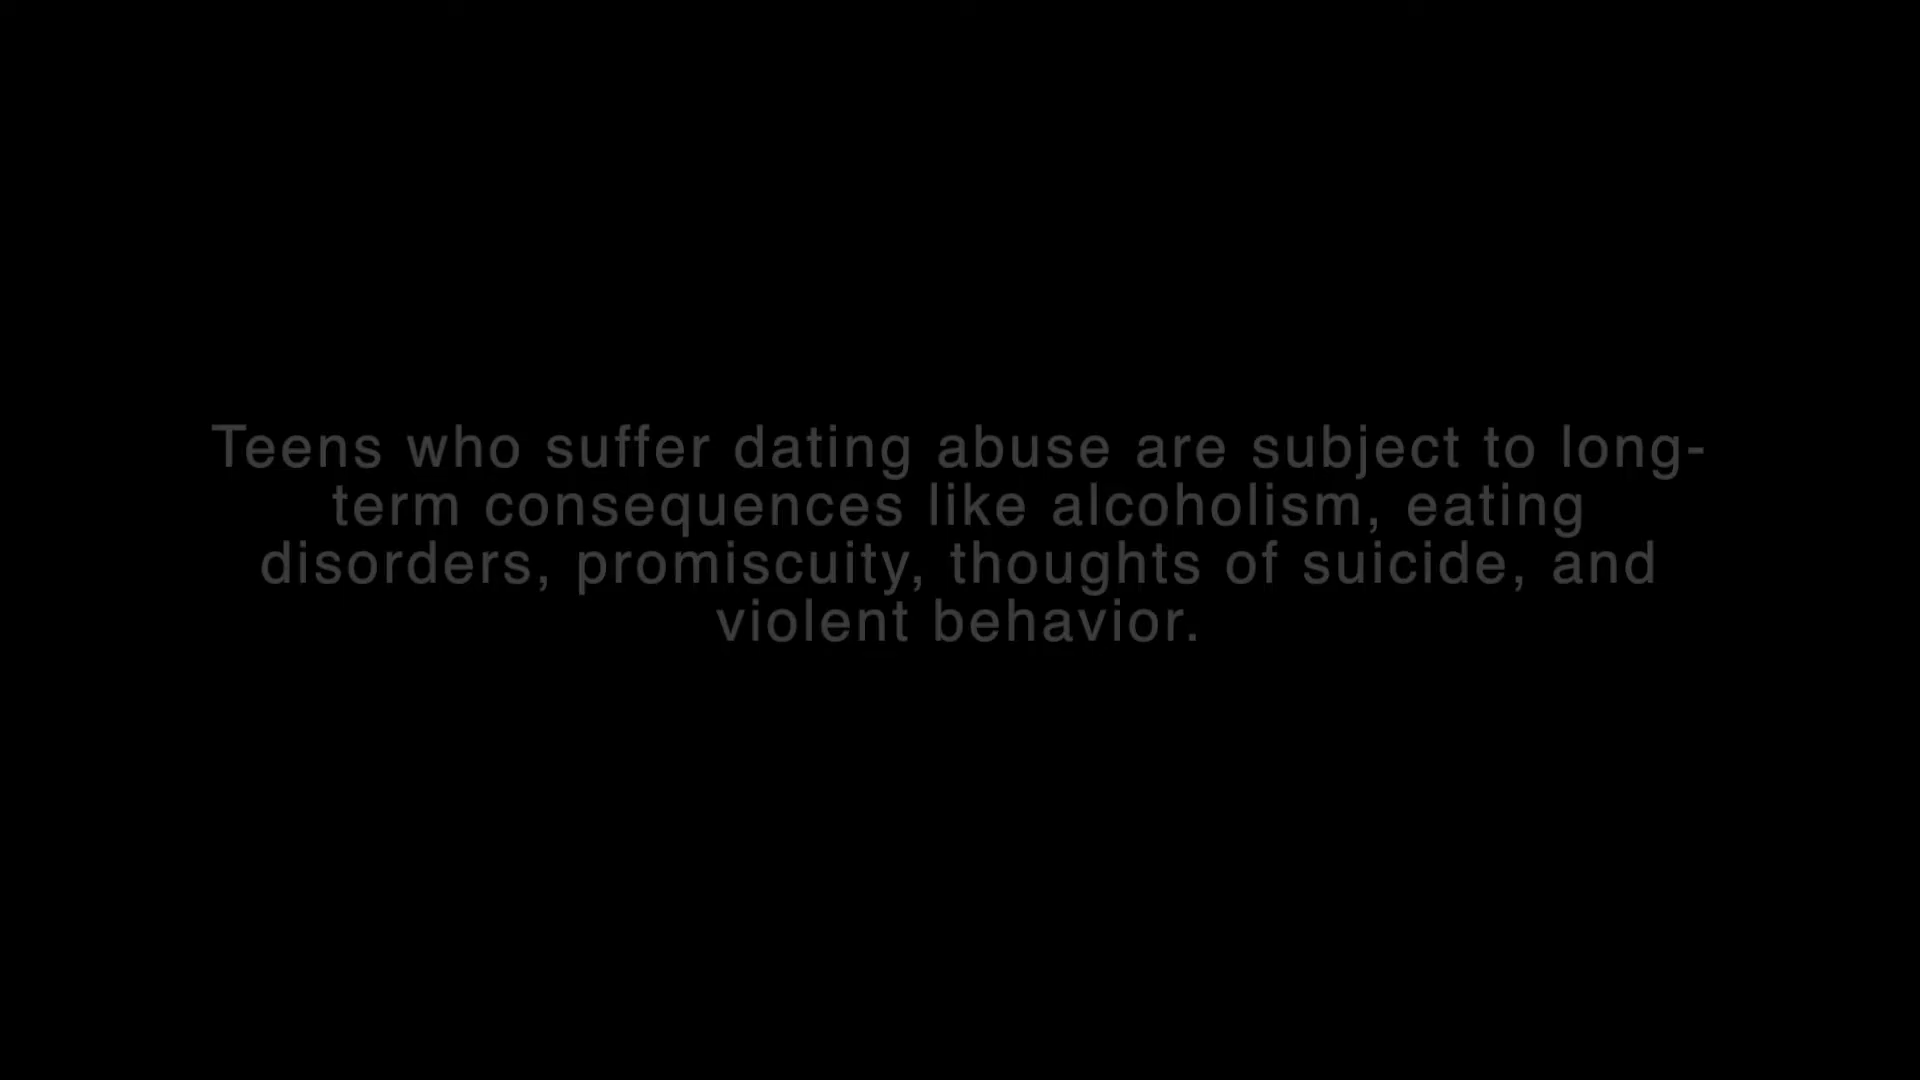 Teens who suffer dating abuse are subject to long-
term consequences like alcoholism, eating
disorders, promiscuity, thoughts of suicide, and
violent behavior.